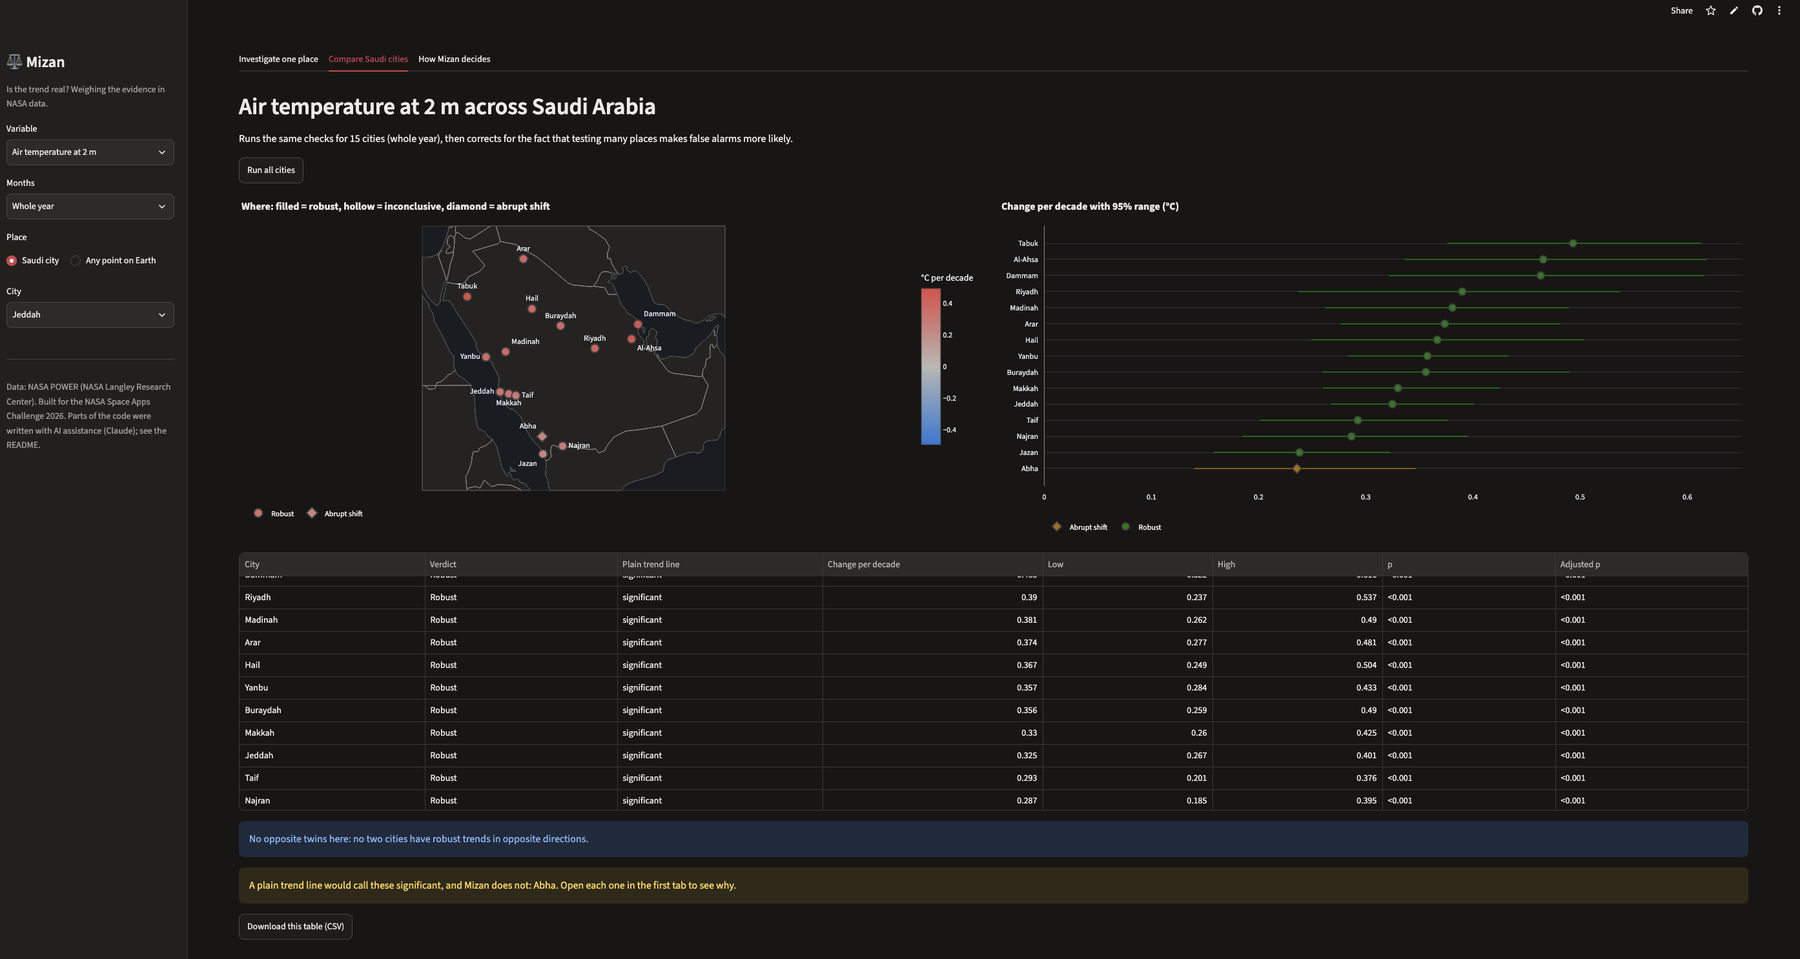 Share
Mizan
Is the trend real? Weighing the evidence in
NASA data.
Variable
Air temperature at 2 m
Months
Whole year
Place
Saudi city
Any point on Earth
City
Jeddah
Data: NASA POWER (NASA Langley Research
Center). Built for the NASA Space Apps
Challenge 2026. Parts of the code were
written with AI assistance (Claude); see the
README.
Investigate one place
Compare Saudi cities
How Mizan decides
Air temperature at 2 m across Saudi Arabia
Runs the same checks for 15 cities (whole year), then corrects for the fact that testing many places makes false alarms more likely.
Run all cities
Where: filled = robust, hollow = inconclusive, diamond = abrupt shift
Arar
Tabuk
Hail
Buraydah
Dammam
Riyadh
Madinah
Al-Ahsa
Yanbu
Jeddah
Taif
Makkah
Abha
Najran
Jazan
°C per decade
0.4
0.2
0
−0.2
−0.4
Robust
Abrupt shift
Change per decade with 95% range (°C)
Tabuk
Al-Ahsa
Dammam
Riyadh
Madinah
Arar
Hail
Yanbu
Buraydah
Makkah
Jeddah
Taif
Najran
Jazan
Abha
0 0.1 0.2 0.3 0.4 0.5 0.6
Abrupt shift
Robust
City Verdict Plain trend line Change per decade Low High p Adjusted p
Riyadh Robust significant 0.39 0.237 0.537 <0.001 <0.001
Madinah Robust significant 0.381 0.262 0.49 <0.001 <0.001
Arar Robust significant 0.374 0.277 0.481 <0.001 <0.001
Hail Robust significant 0.367 0.249 0.504 <0.001 <0.001
Yanbu Robust significant 0.357 0.284 0.433 <0.001 <0.001
Buraydah Robust significant 0.356 0.259 0.49 <0.001 <0.001
Makkah Robust significant 0.33 0.26 0.425 <0.001 <0.001
Jeddah Robust significant 0.325 0.267 0.401 <0.001 <0.001
Taif Robust significant 0.293 0.201 0.376 <0.001 <0.001
Najran Robust significant 0.287 0.185 0.395 <0.001 <0.001
No opposite twins here: no two cities have robust trends in opposite directions.
A plain trend line would call these significant, and Mizan does not: Abha. Open each one in the first tab to see why.
Download this table (CSV)